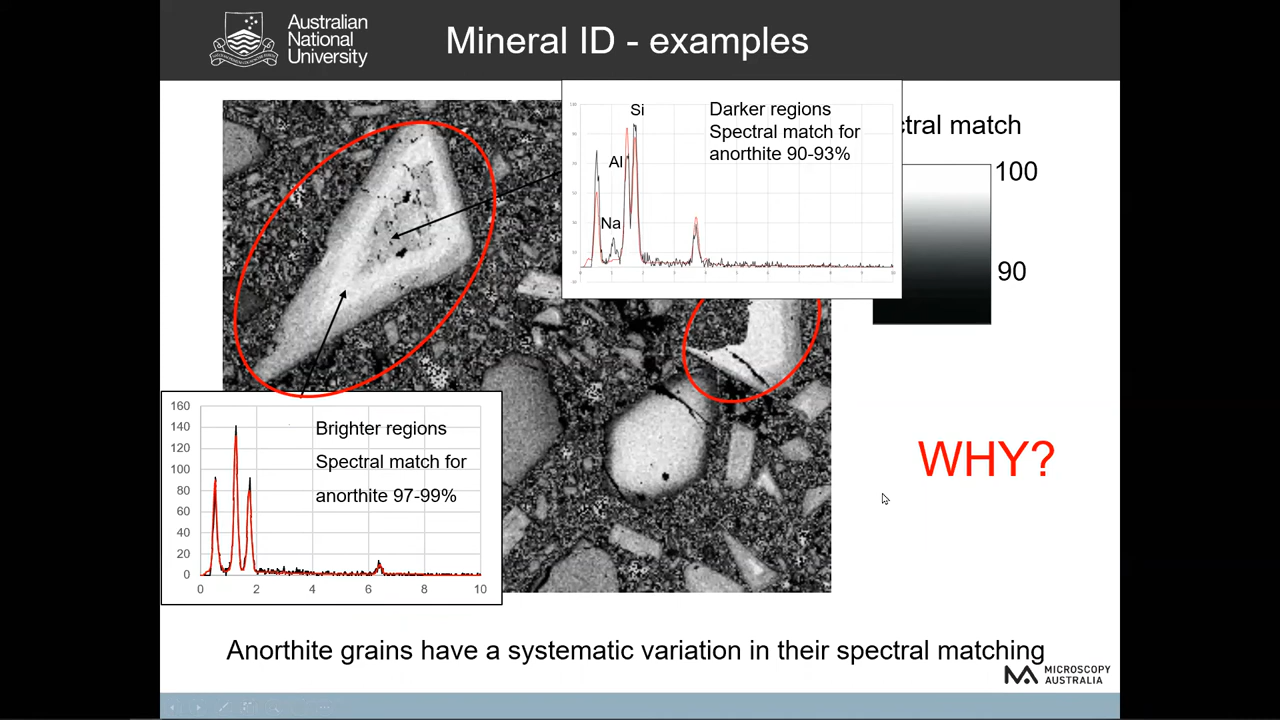 Australian
National
University
Mineral ID - examples
Si
Al
Na
Darker regions
Spectral match for
anorthite 90-93%
ctral match
100
90
160
140
120
100
80
60
40
20
0
0 2 4 6 8 10
Brighter regions
Spectral match for
anorthite 97-99%
WHY?
Anorthite grains have a systematic variation in their spectral matching
MICROSCOPY
AUSTRALIA